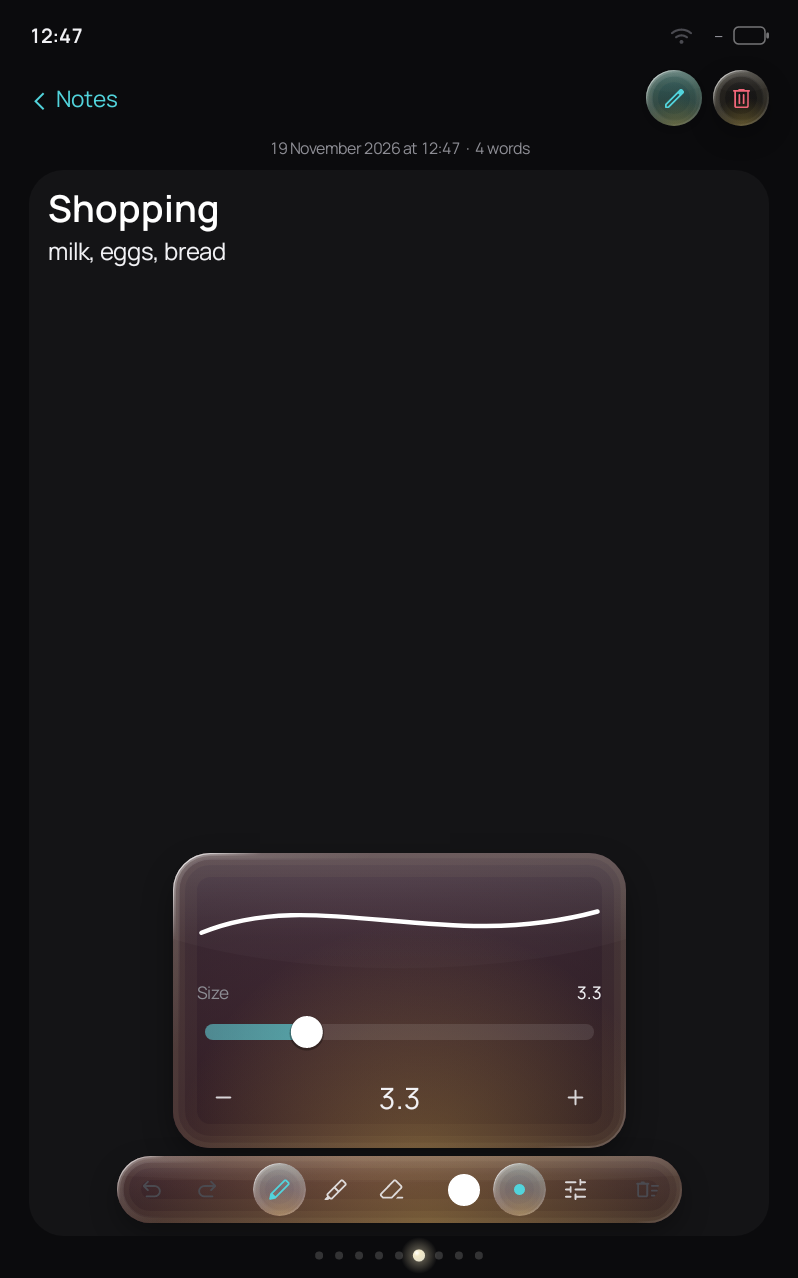 12:47
Notes
19 November 2026 at 12:47 · 4 words
Shopping
milk, eggs, bread
Size 3.3
3.3